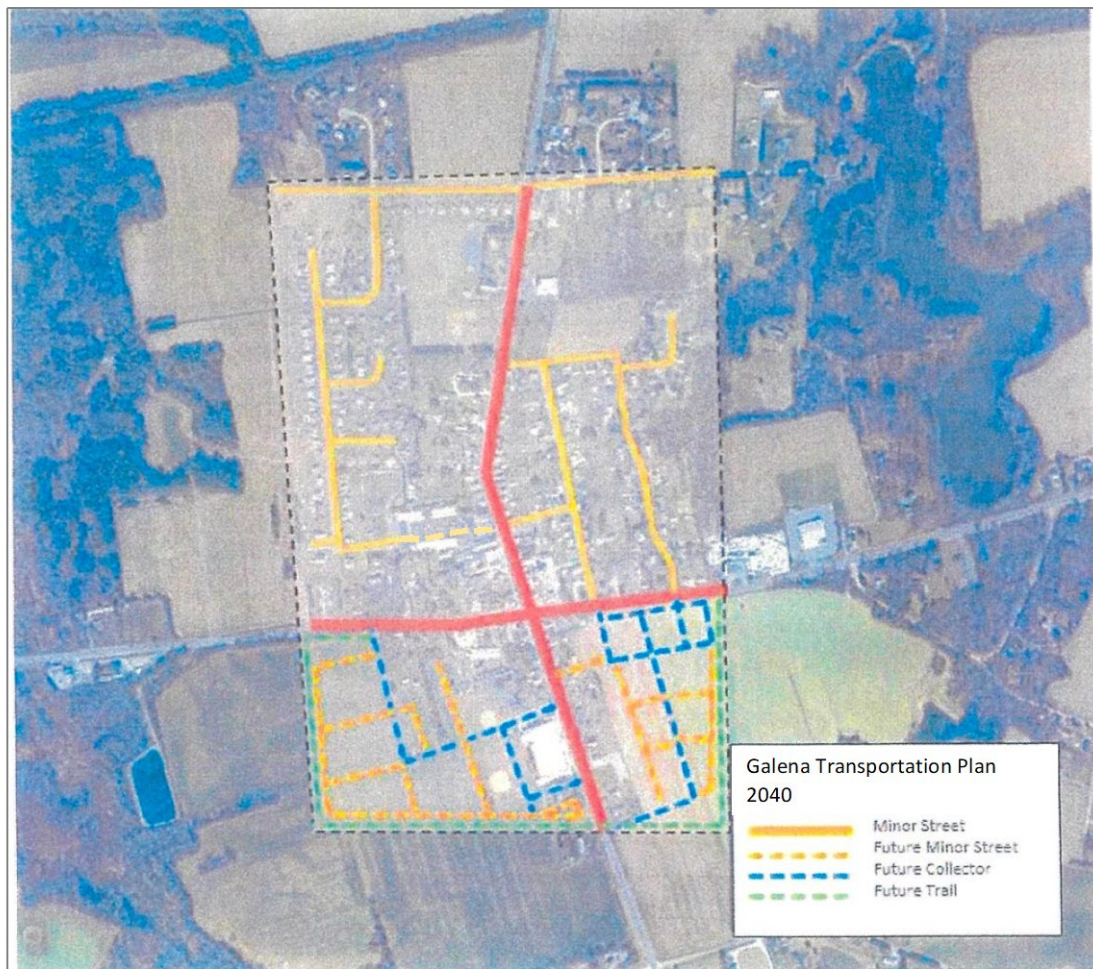 Galena Transportation Plan
2040
Minor Street
Future Minor Street
Future Collector
Future Trail